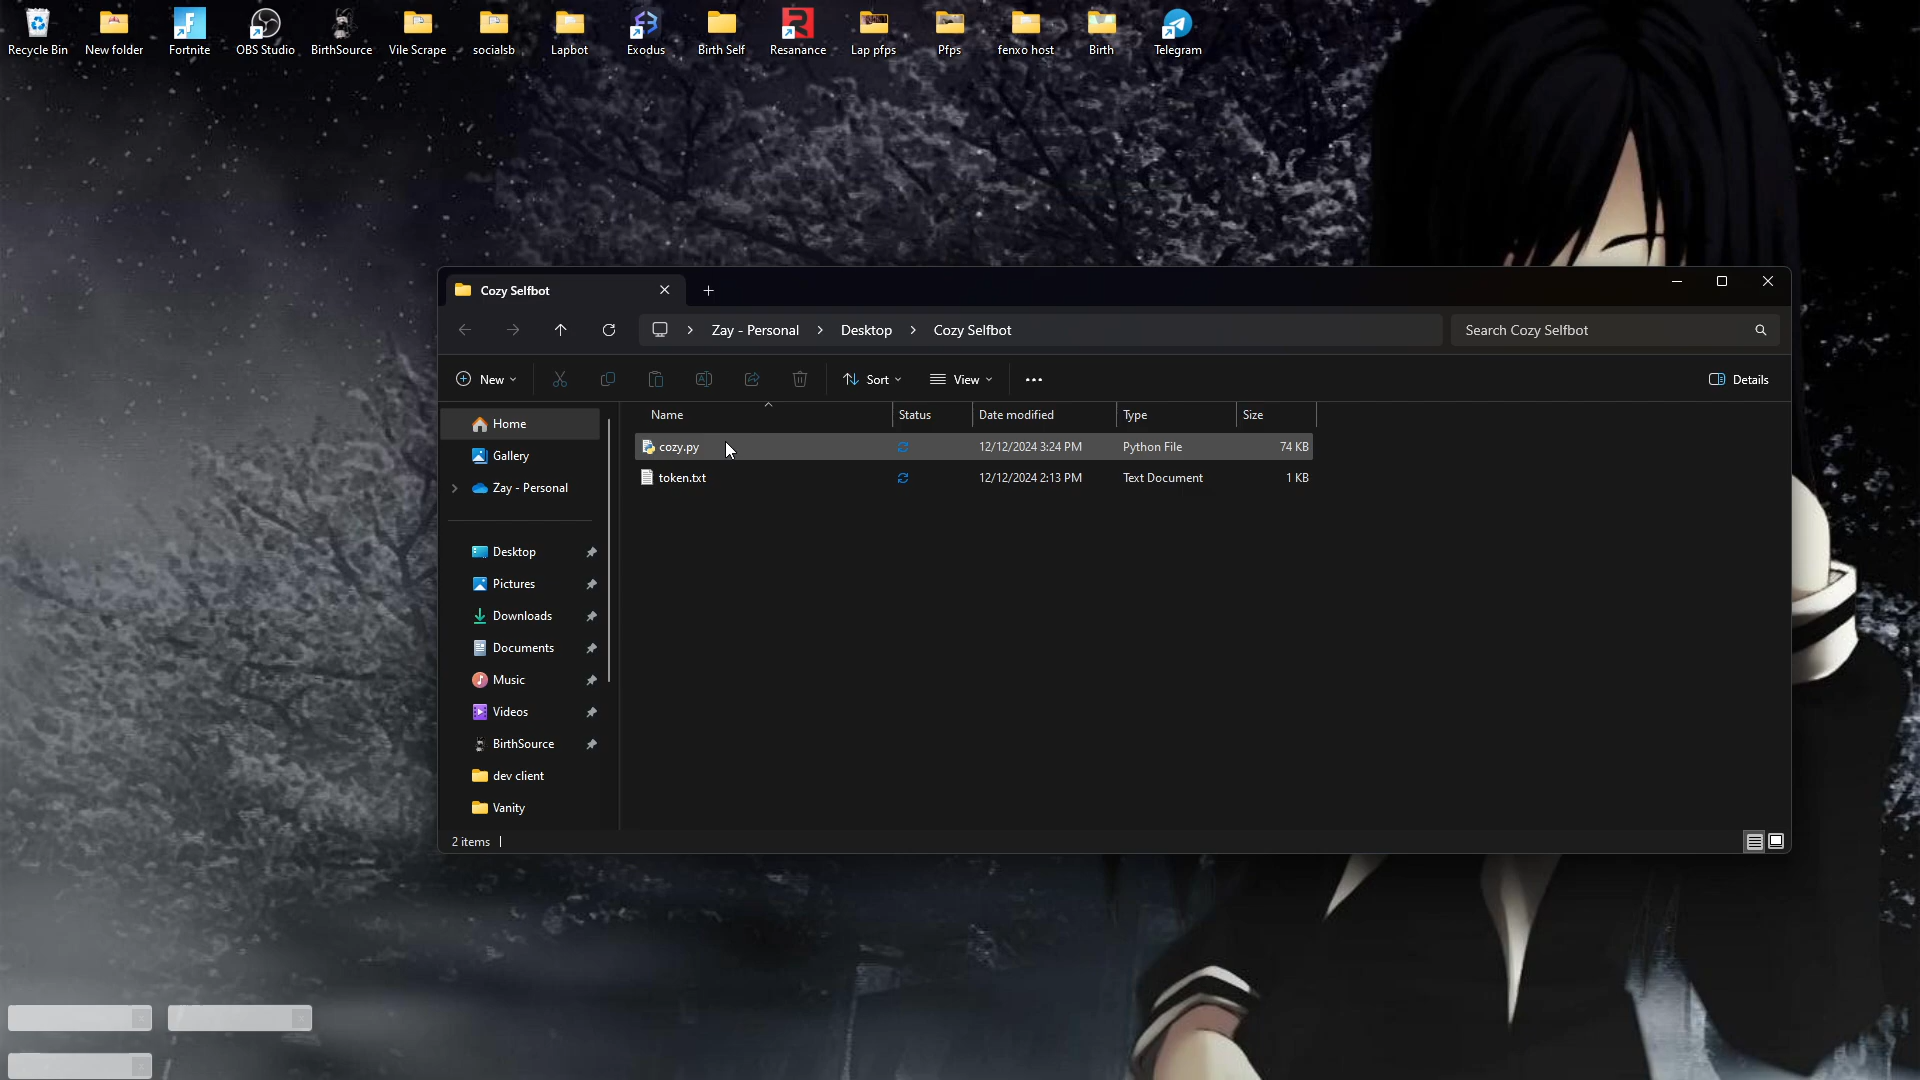 Recycle Bin
New folder
Fortnite
OBS Studio
BirthSource
Vile Scrape
socialsb
Lapbot
Exodus
Birth Self
Resanance
Lap pfps
Pfps
fenxo host
Birth
Telegram
Cozy Selfbot
Zay - Personal
Desktop
Cozy Selfbot
Search Cozy Selfbot
New
Sort
View
Details
Name
Status
Date modified
Type
Size
cozy.py
12/12/2024 3:24 PM
Python File
74 KB
token.txt
12/12/2024 2:13 PM
Text Document
1 KB
Home
Gallery
Zay - Personal
Desktop
Pictures
Downloads
Documents
Music
Videos
BirthSource
dev client
Vanity
2 items